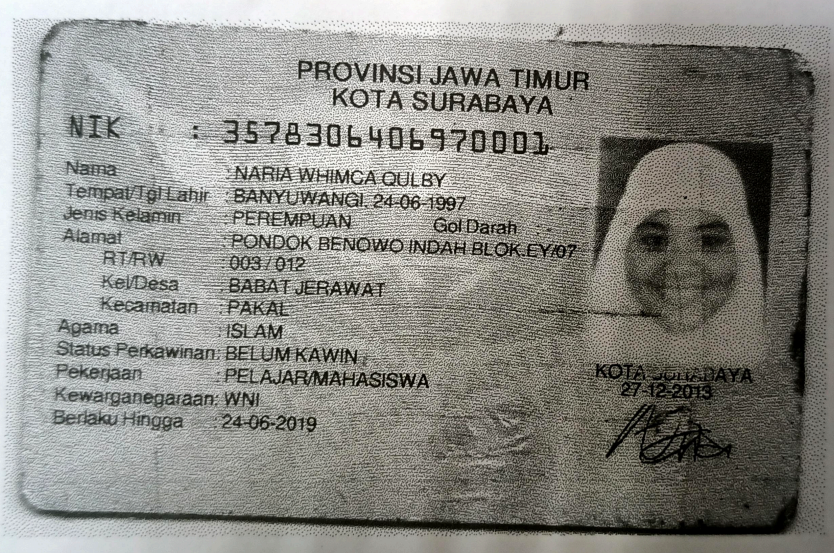 PROVINSI JAWA TIMUR
KOTA SURABAYA
NIK : 3578306406970001
Nama : NARIA WHIMCA QULBY
Tempat/Tgl Lahir : BANYUWANGI, 24-06-1997
Jenis Kelamin : PEREMPUAN Gol Darah
Alamat : PONDOK BENOWO INDAH BLOK.EY/07
RT/RW : 003 / 012
Kel/Desa : BABAT JERAWAT
Kecamatan : PAKAL
Agama : ISLAM
Status Perkawinan: BELUM KAWIN
Pekerjaan : PELAJAR/MAHASISWA
Kewarganegaraan: WNI
Berlaku Hingga : 24-06-2019
KOTA SURABAYA
27-12-2013